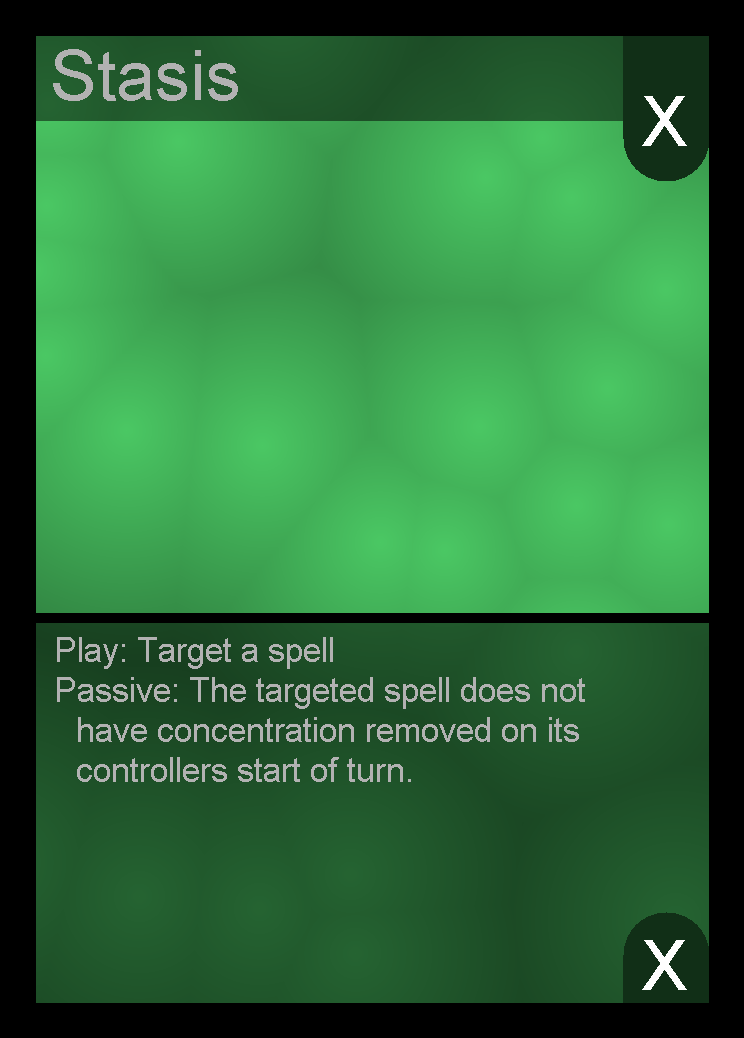 Stasis
X
Play: Target a spell
Passive: The targeted spell does not
have concentration removed on its
controllers start of turn.
X